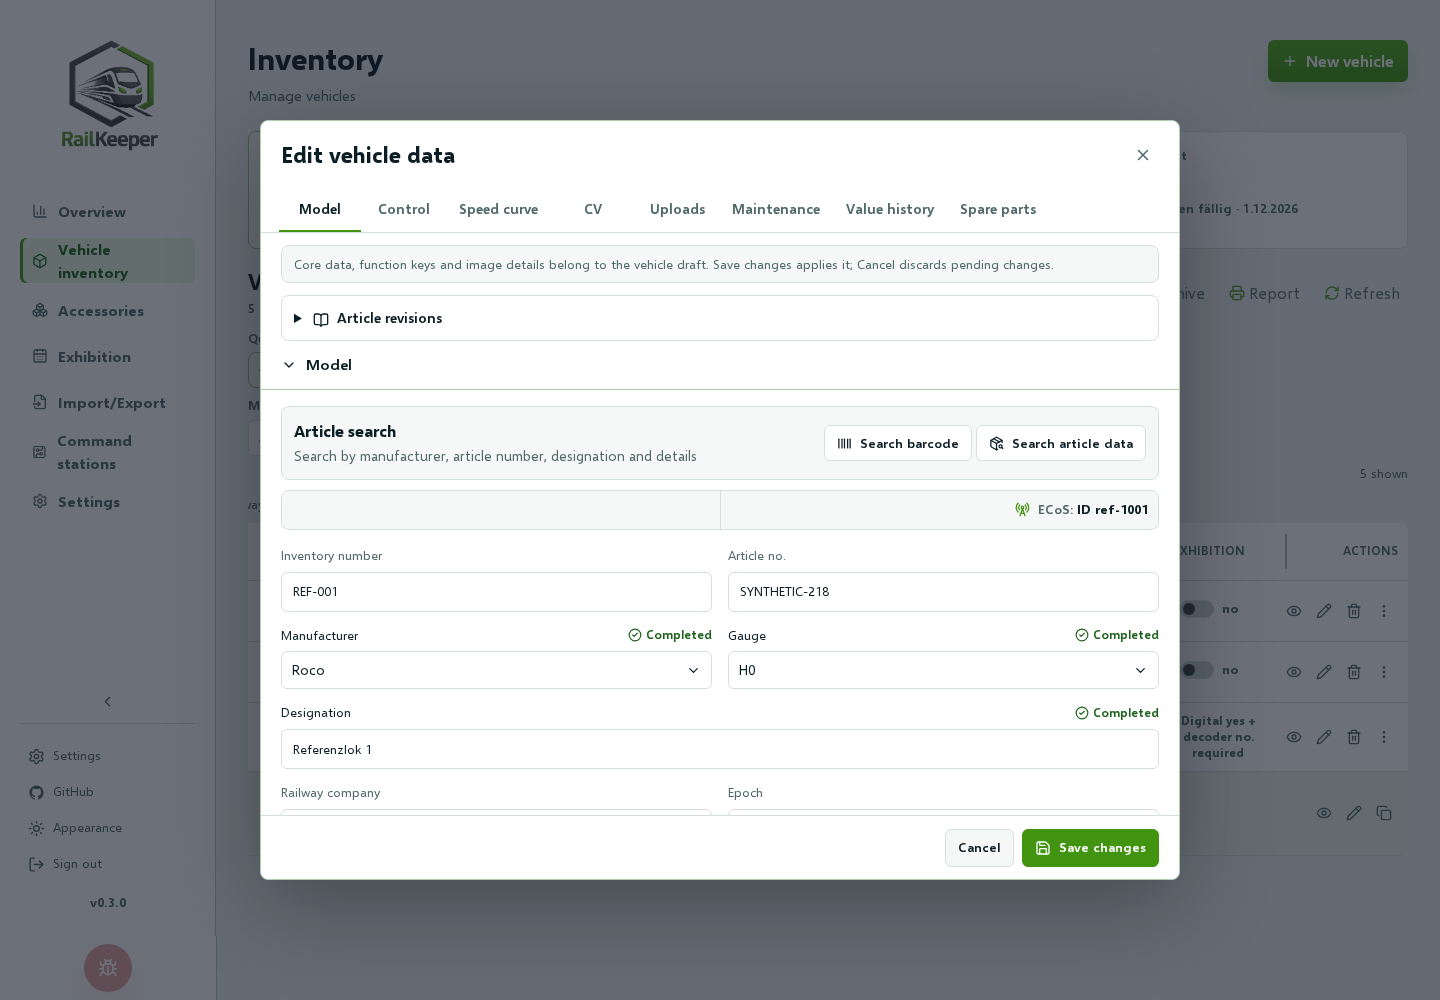 Inventory
Manage vehicles
New vehicle
RailKeeper
Overview
Vehicle
inventory
Accessories
Exhibition
Import/Export
Command
stations
Settings
Settings
GitHub
Appearance
Sign out
v0.3.0
Edit vehicle data
Model
Control
Speed curve
CV
Uploads
Maintenance
Value history
Spare parts
Core data, function keys and image details belong to the vehicle draft. Save changes applies it; Cancel discards pending changes.
Article revisions
Model
Article search
Search by manufacturer, article number, designation and details
Search barcode
Search article data
ECoS: ID ref-1001
Inventory number
Article no.
REF-001
SYNTHETIC-218
Manufacturer
Completed
Gauge
Completed
Roco
H0
Designation
Completed
Referenzlok 1
Railway company
Epoch
Cancel
Save changes
fällig · 1.12.2026
Report
Refresh
5 shown
ACTIONS
no
no
Digital yes +
decoder no.
required